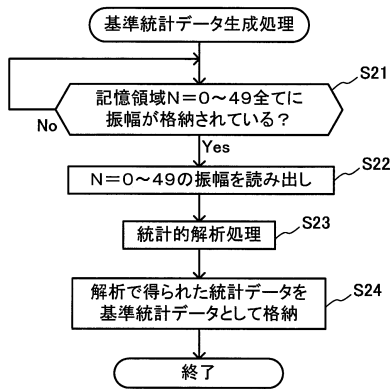 基準統計データ生成処理
S21
記憶領域N=0~49全てに
振幅が格納されている?
No
Yes
S22
N=0~49の振幅を読み出し
S23
統計的解析処理
S24
解析で得られた統計データを
基準統計データとして格納
終了